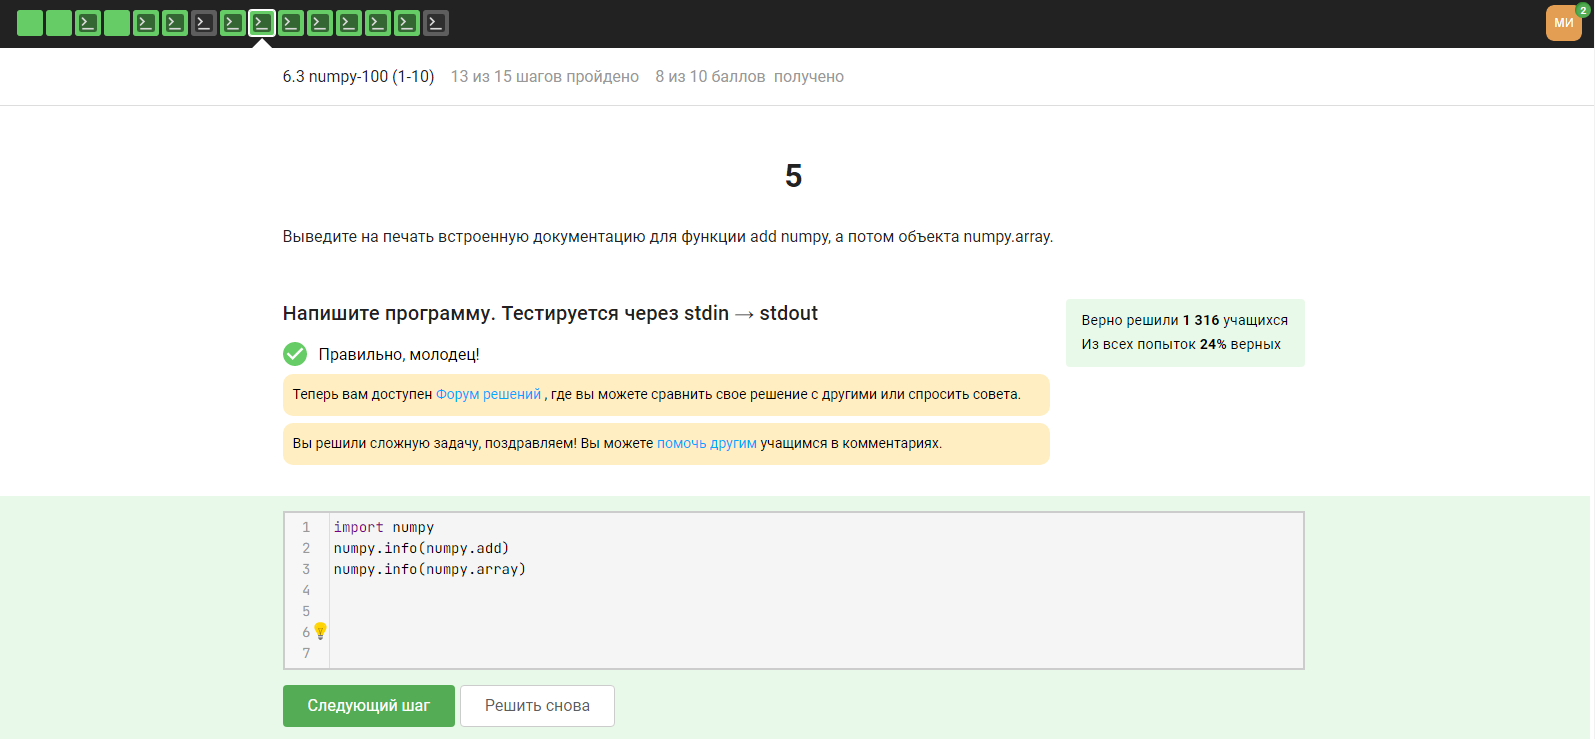 МИ
2
6.3 numpy-100 (1-10) 13 из 15 шагов пройдено 8 из 10 баллов получено
5
Выведите на печать встроенную документацию для функции add numpy, а потом объекта numpy.array.
Напишите программу. Тестируется через stdin → stdout
Верно решили 1 316 учащихся
Из всех попыток 24% верных
Правильно, молодец!
Теперь вам доступен Форум решений , где вы можете сравнить свое решение с другими или спросить совета.
Вы решили сложную задачу, поздравляем! Вы можете помочь другим учащимся в комментариях.
1 import numpy
2 numpy.info(numpy.add)
3 numpy.info(numpy.array)
4
5
6
7
Следующий шаг Решить снова